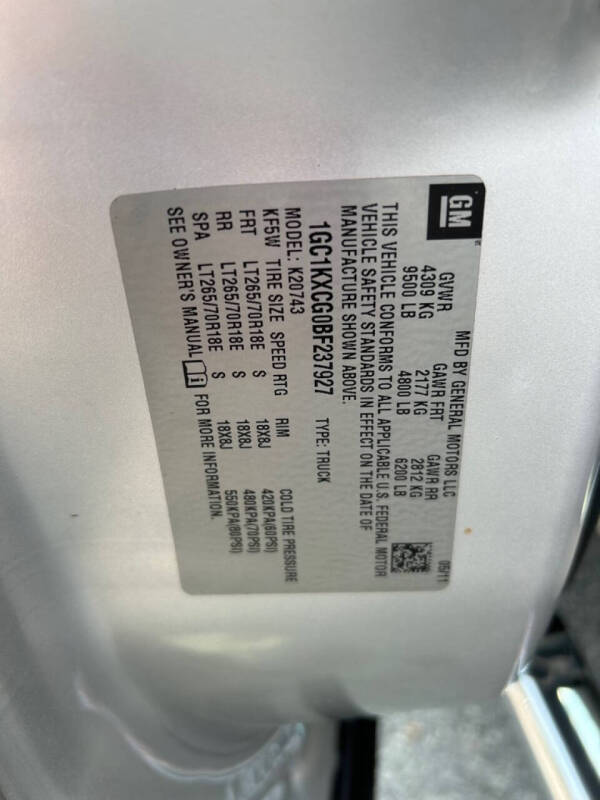 GM
MFD BY GENERAL MOTORS LLC 05/11
GVWR GAWR FRT GAWR RR
4309 KG 2177 KG 2812 KG
9500 LB 4800 LB 6200 LB
THIS VEHICLE CONFORMS TO ALL APPLICABLE U.S. FEDERAL MOTOR
VEHICLE SAFETY STANDARDS IN EFFECT ON THE DATE OF
MANUFACTURE SHOWN ABOVE.
1GC1KXCG0BF237927 TYPE: TRUCK
MODEL: K20743
KF5W TIRE SIZE SPEED RTG RIM COLD TIRE PRESSURE
FRT LT265/70R18E S 18X8J 420KPA(60PSI)
RR LT265/70R18E S 18X8J 480KPA(70PSI)
SPA LT265/70R18E S 18X8J 550KPA(80PSI)
SEE OWNER'S MANUAL i FOR MORE INFORMATION.